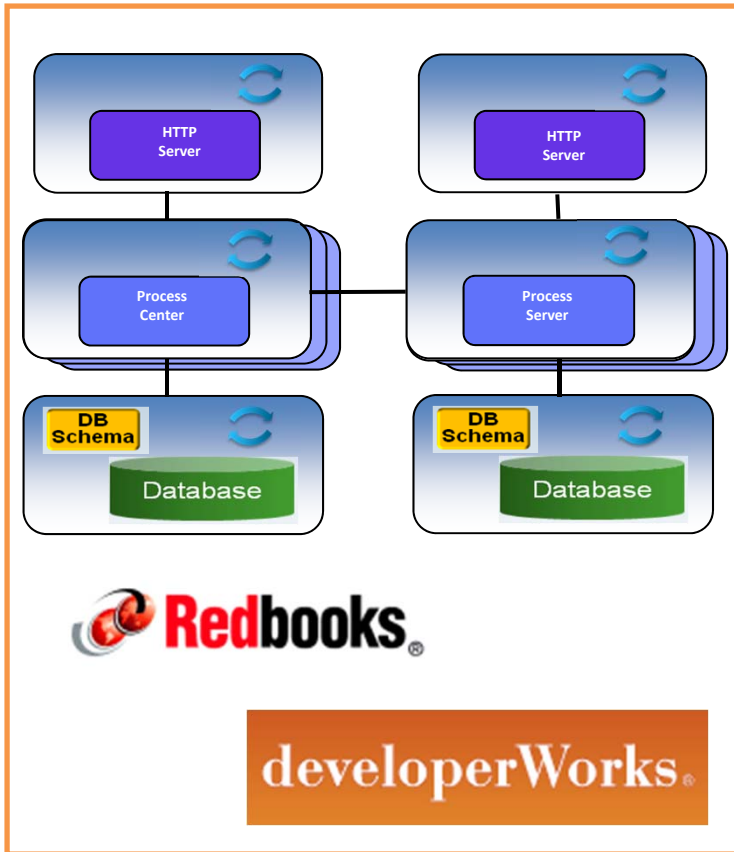 HTTP
Server
HTTP
Server
Process
Center
Process
Server
DB
Schema
Database
DB
Schema
Database
Redbooks®
developerWorks®